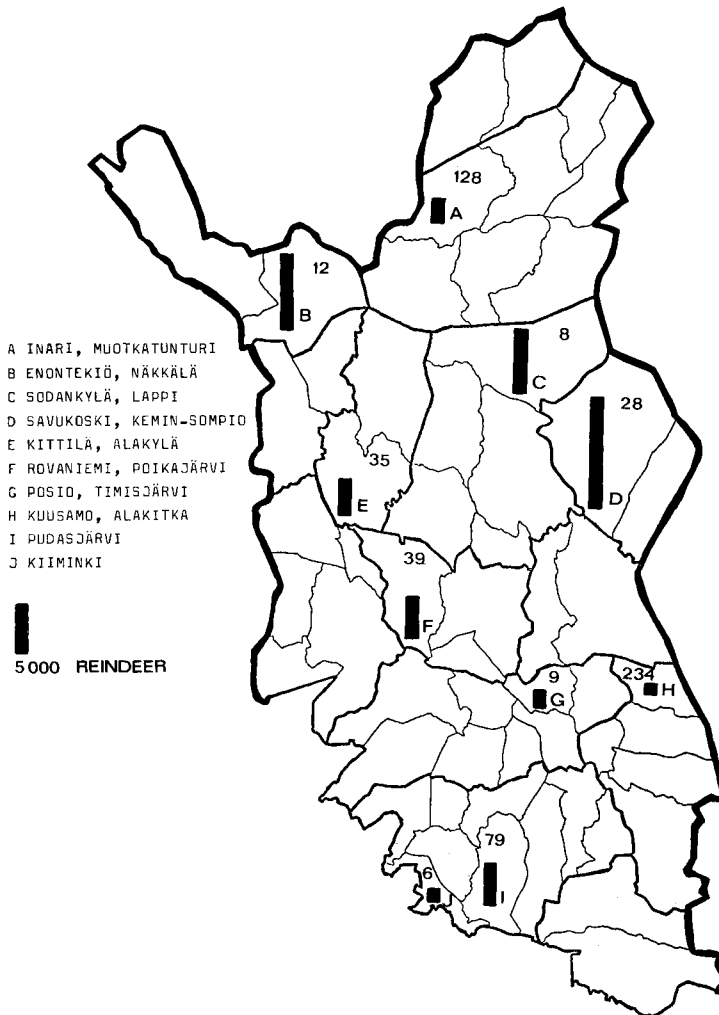 128
A
12
B
8
C
28
D
35
E
39
F
9
G
234
H
79
I
6
A INARI, MUOTKATUNTURI
B ENONTEKIÖ, NÄKKÄLÄ
C SODANKYLÄ, LAPPI
D SAVUKOSKI, KEMIN-SOMPIO
E KITTILÄ, ALAKYLÄ
F ROVANIEMI, POIKAJÄRVI
G POSIO, TIMISJÄRVI
H KUUSAMO, ALAKITKA
I PUDASJÄRVI
J KIIMINKI
5000 REINDEER